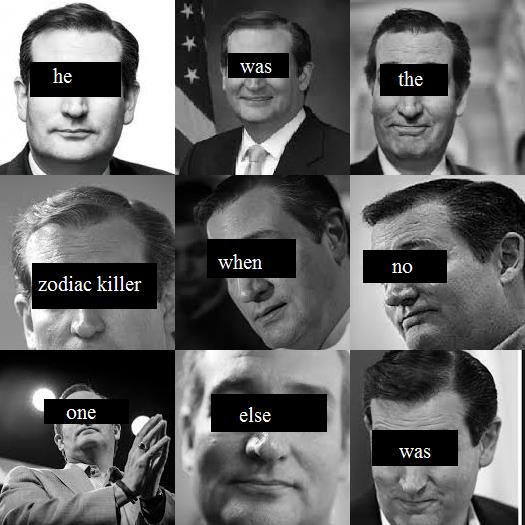 he
was
the
zodiac killer
when
no
one
else
was